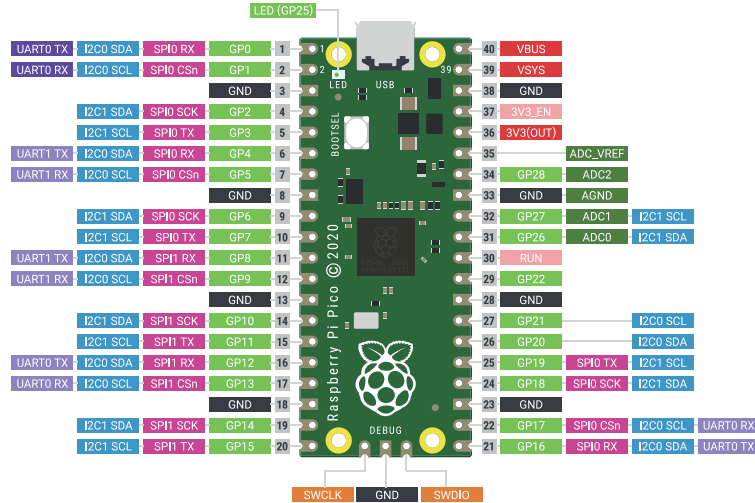 LED (GP25)
UART0 TX I2C0 SDA SPI0 RX GP0 1 1 40 VBUS
UART0 RX I2C0 SCL SPI0 CSn GP1 2 2 LED USB 39 39 VSYS
GND 3 38 GND
I2C1 SDA SPI0 SCK GP2 4 37 3V3_EN
I2C1 SCL SPI0 TX GP3 5 BOOTSEL 36 3V3(OUT)
UART1 TX I2C0 SDA SPI0 RX GP4 6 35 ADC_VREF
UART1 RX I2C0 SCL SPI0 CSn GP5 7 34 GP28 ADC2
GND 8 33 GND AGND
I2C1 SDA SPI0 SCK GP6 9 32 GP27 ADC1 I2C1 SCL
I2C1 SCL SPI0 TX GP7 10 31 GP26 ADC0 I2C1 SDA
UART1 TX I2C0 SDA SPI1 RX GP8 11 30 RUN
UART1 RX I2C0 SCL SPI1 CSn GP9 12 29 GP22
GND 13 28 GND
I2C1 SDA SPI1 SCK GP10 14 27 GP21 I2C0 SCL
I2C1 SCL SPI1 TX GP11 15 26 GP20 I2C0 SDA
UART0 TX I2C0 SDA SPI1 RX GP12 16 25 GP19 SPI0 TX I2C1 SCL
UART0 RX I2C0 SCL SPI1 CSn GP13 17 24 GP18 SPI0 SCK I2C1 SDA
GND 18 23 GND
I2C1 SDA SPI1 SCK GP14 19 22 GP17 SPI0 CSn I2C0 SCL UART0 RX
I2C1 SCL SPI1 TX GP15 20 21 GP16 SPI0 RX I2C0 SDA UART0 TX
Raspberry Pi Pico © 2020
DEBUG
SWCLK GND SWDIO